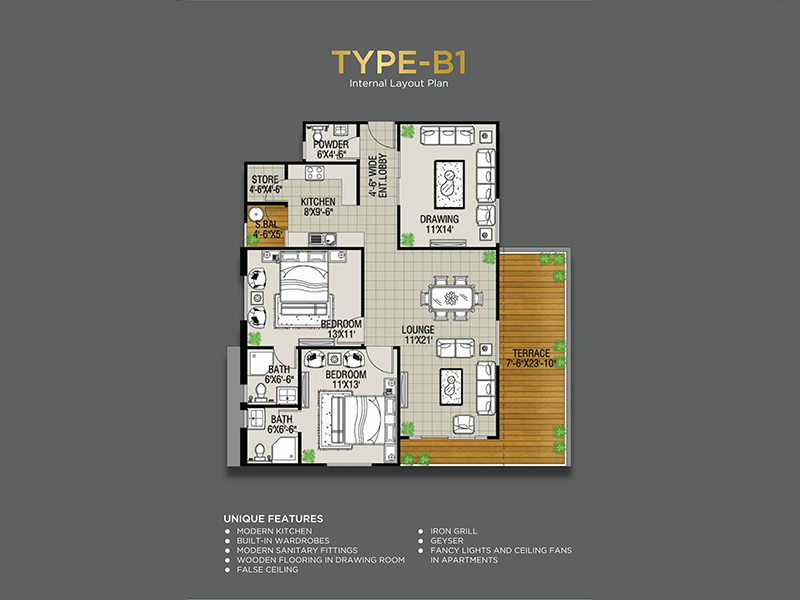 TYPE-B1
Internal Layout Plan
POWDER
6'X4'-6"
4'-6" WIDE
ENT.LOBBY
STORE
4'-6"X4'-6"
KITCHEN
8'X9'-6"
DRAWING
11'X14'
S.BAL
4'-6"X5'
BEDROOM
13'X11'
LOUNGE
11'X21'
TERRACE
7'-6"X23'-10"
BATH
6'X6'-6"
BEDROOM
11'X13'
BATH
6'X6'-6"
UNIQUE FEATURES
● MODERN KITCHEN
● BUILT-IN WARDROBES
● MODERN SANITARY FITTINGS
● WOODEN FLOORING IN DRAWING ROOM
● FALSE CEILING
● IRON GRILL
● GEYSER
● FANCY LIGHTS AND CEILING FANS
IN APARTMENTS